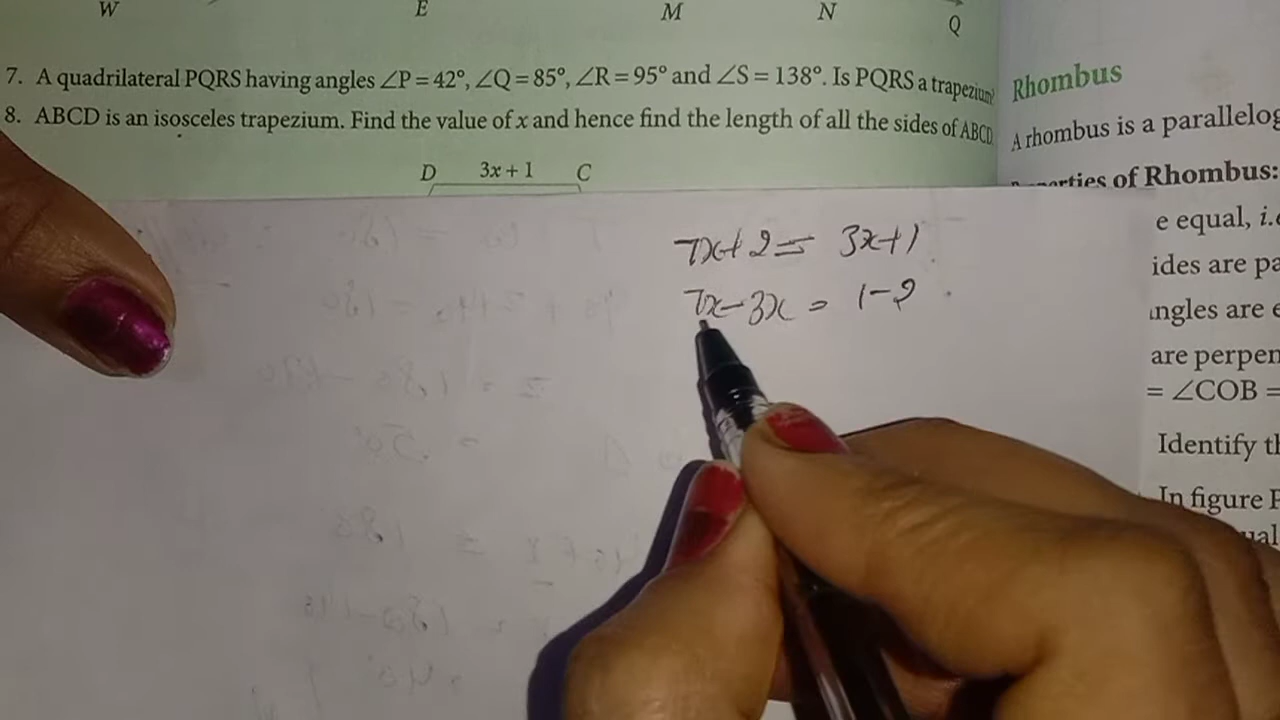 W E M N Q
7. A quadrilateral PQRS having angles ∠P = 42°, ∠Q = 85°, ∠R = 95° and ∠S = 138°. Is PQRS a trapezium?
8. ABCD is an isosceles trapezium. Find the value of x and hence find the length of all the sides of ABCD
D 3x + 1 C
7x+2 = 3x+1
7x-3x = 1-2
Rhombus
A rhombus is a parallelog
of Rhombus:
e equal, i.e
ides are pa
ngles are e
are perpen
= ∠COB =
Identify th
In figure P